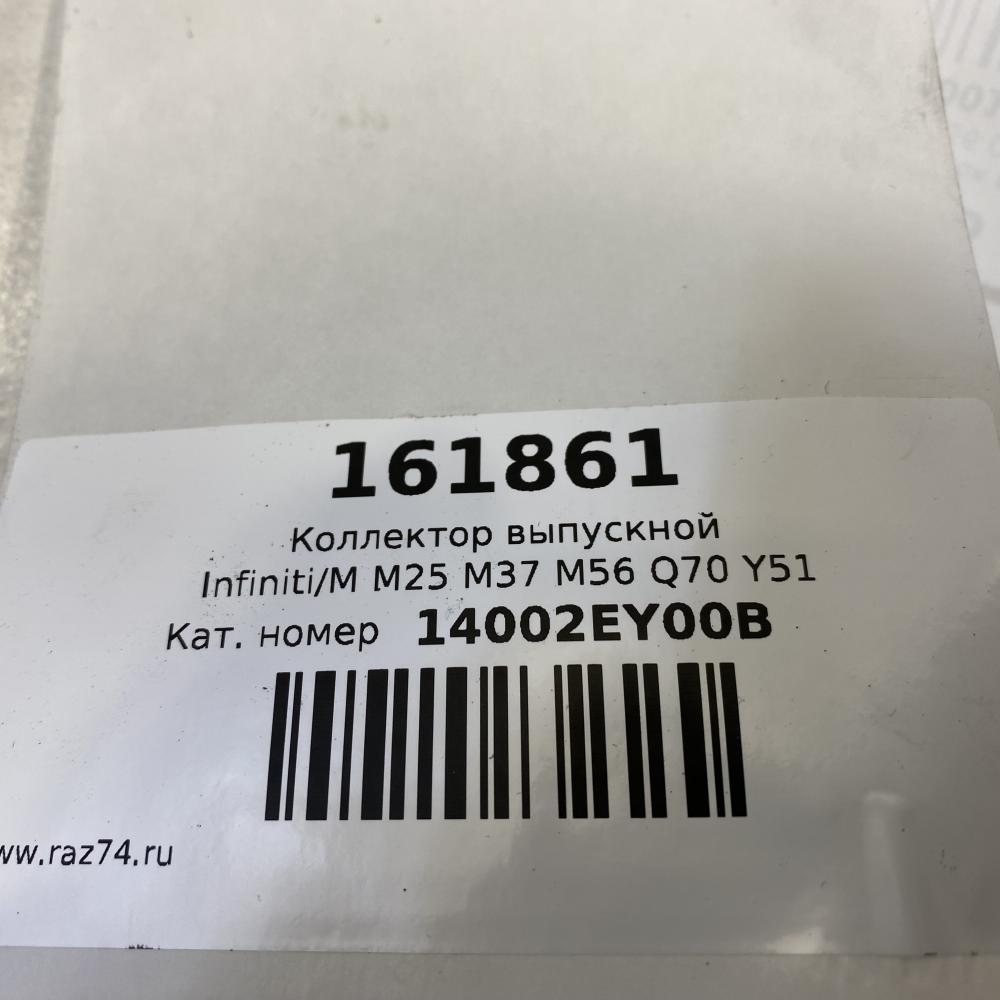 161861
Коллектор выпускной
Infiniti/M M25 M37 M56 Q70 Y51
Кат. номер 14002EY00B
www.raz74.ru